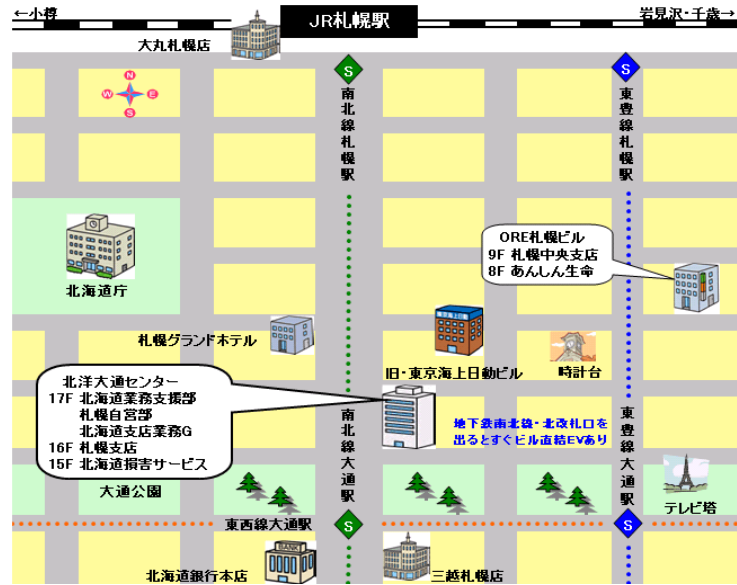 ←小樽
JR札幌駅
岩見沢・千歳→
大丸札幌店
N
W
E
S
S
南北線札幌駅
S
東豊線札幌駅
北海道庁
ORE札幌ビル
9F 札幌中央支店
8F あんしん生命
東京海上日動
札幌グランドホテル
旧・東京海上日動ビル
時計台
北洋大通センター
17F 北海道業務支援部
札幌自営部
北海道支店業務G
16F 札幌支店
15F 北海道損害サービス
地下鉄南北線・北改札口を
出るとすぐビル直結EVあり
南北線大通駅
東豊線大通駅
大通公園
テレビ塔
東西線大通駅
S
S
BANK
北海道銀行本店
三越札幌店